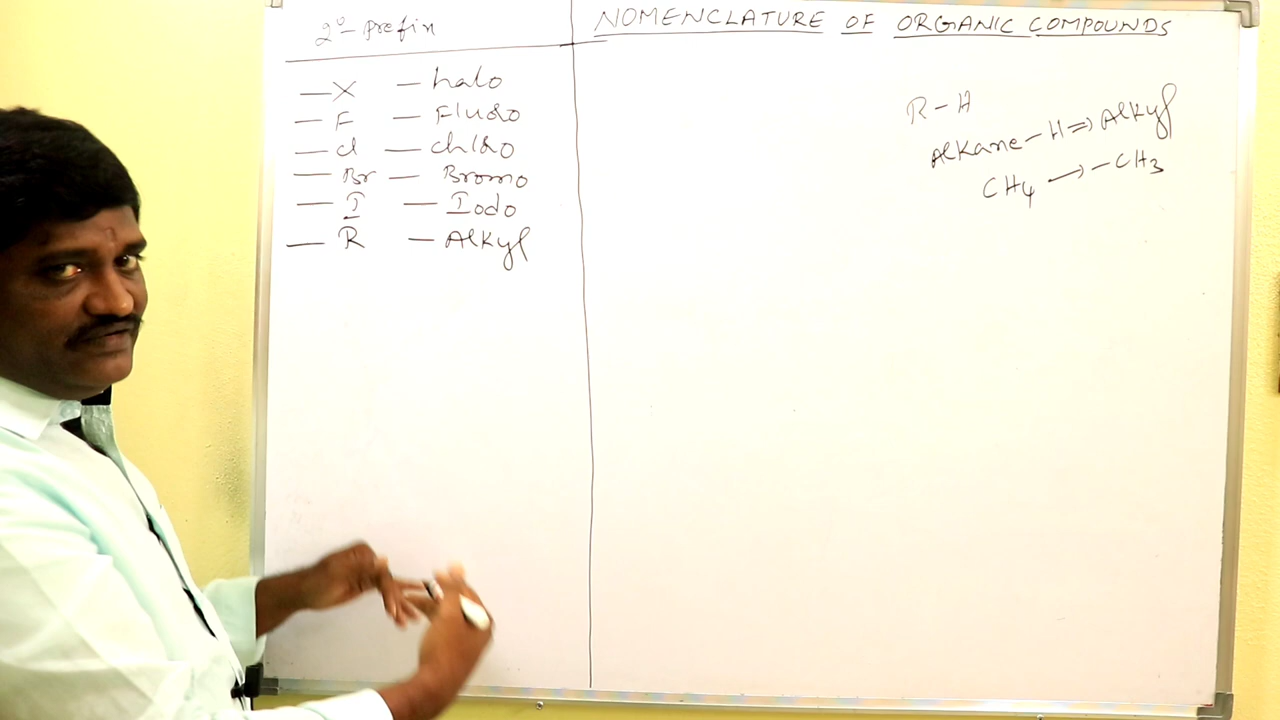 2° – Prefix
— X — halo
— F — Fluoro
— Cl — chloro
— Br — Bromo
— I — Iodo
— R — Alkyl
NOMENCLATURE OF ORGANIC COMPOUNDS
R – H
Alkane – H ⇒ Alkyl
CH₄ → – CH₃